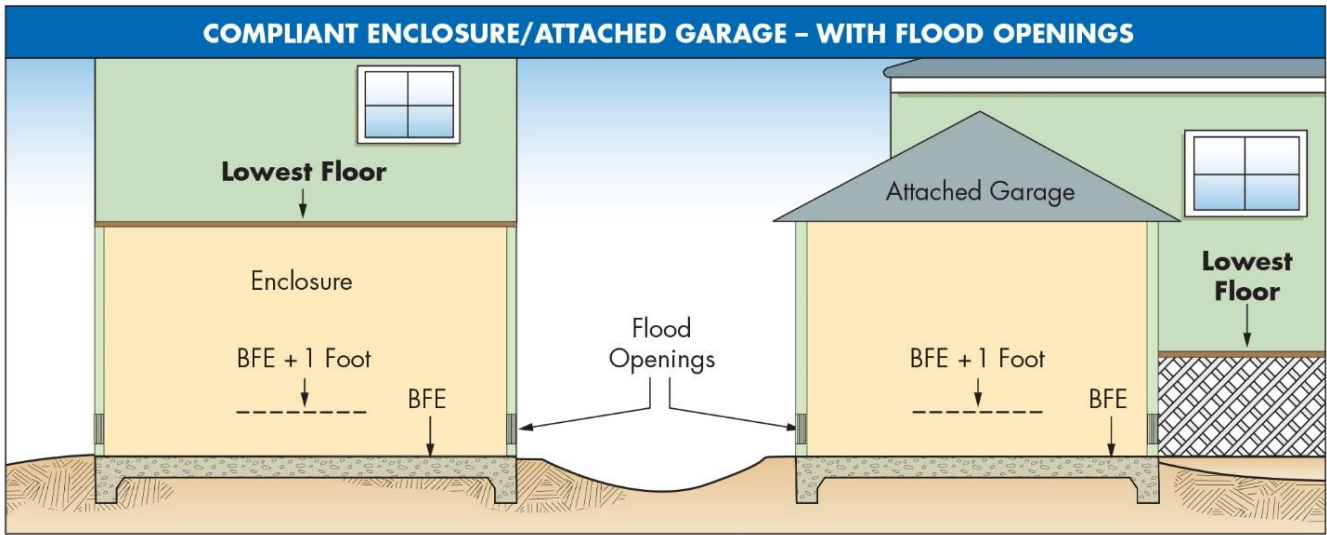 COMPLIANT ENCLOSURE/ATTACHED GARAGE – WITH FLOOD OPENINGS
Lowest Floor
Enclosure
BFE + 1 Foot
BFE
Flood
Openings
Attached Garage
BFE + 1 Foot
BFE
Lowest
Floor